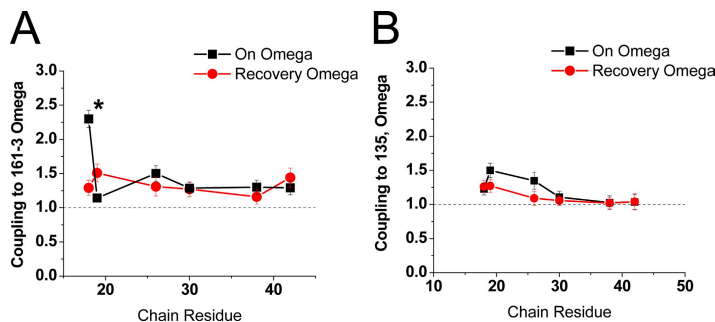 A
On Omega
Recovery Omega
Coupling to 161-3 Omega
3.0
2.5
2.0
1.5
1.0
0.5
0.0
*
20
30
40
Chain Residue
B
On Omega
Recovery Omega
Coupling to 135, Omega
3.0
2.5
2.0
1.5
1.0
0.5
0.0
10
20
30
40
50
Chain Residue